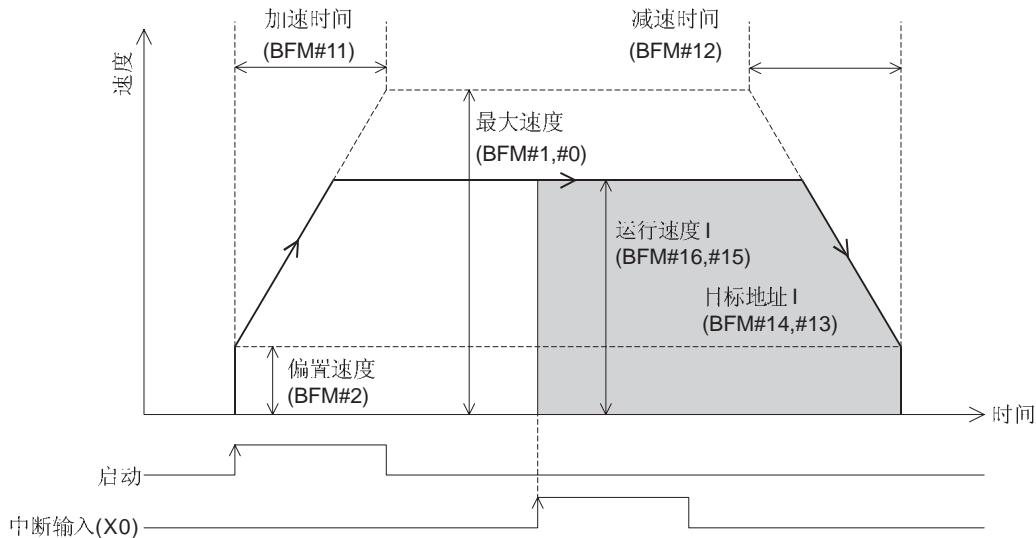 加速时间
(BFM#11)
减速时间
(BFM#12)
速度
最大速度
(BFM#1,#0)
运行速度 I
(BFM#16,#15)
目标地址 I
(BFM#14,#13)
偏置速度
(BFM#2)
时间
启动
中断输入(X0)